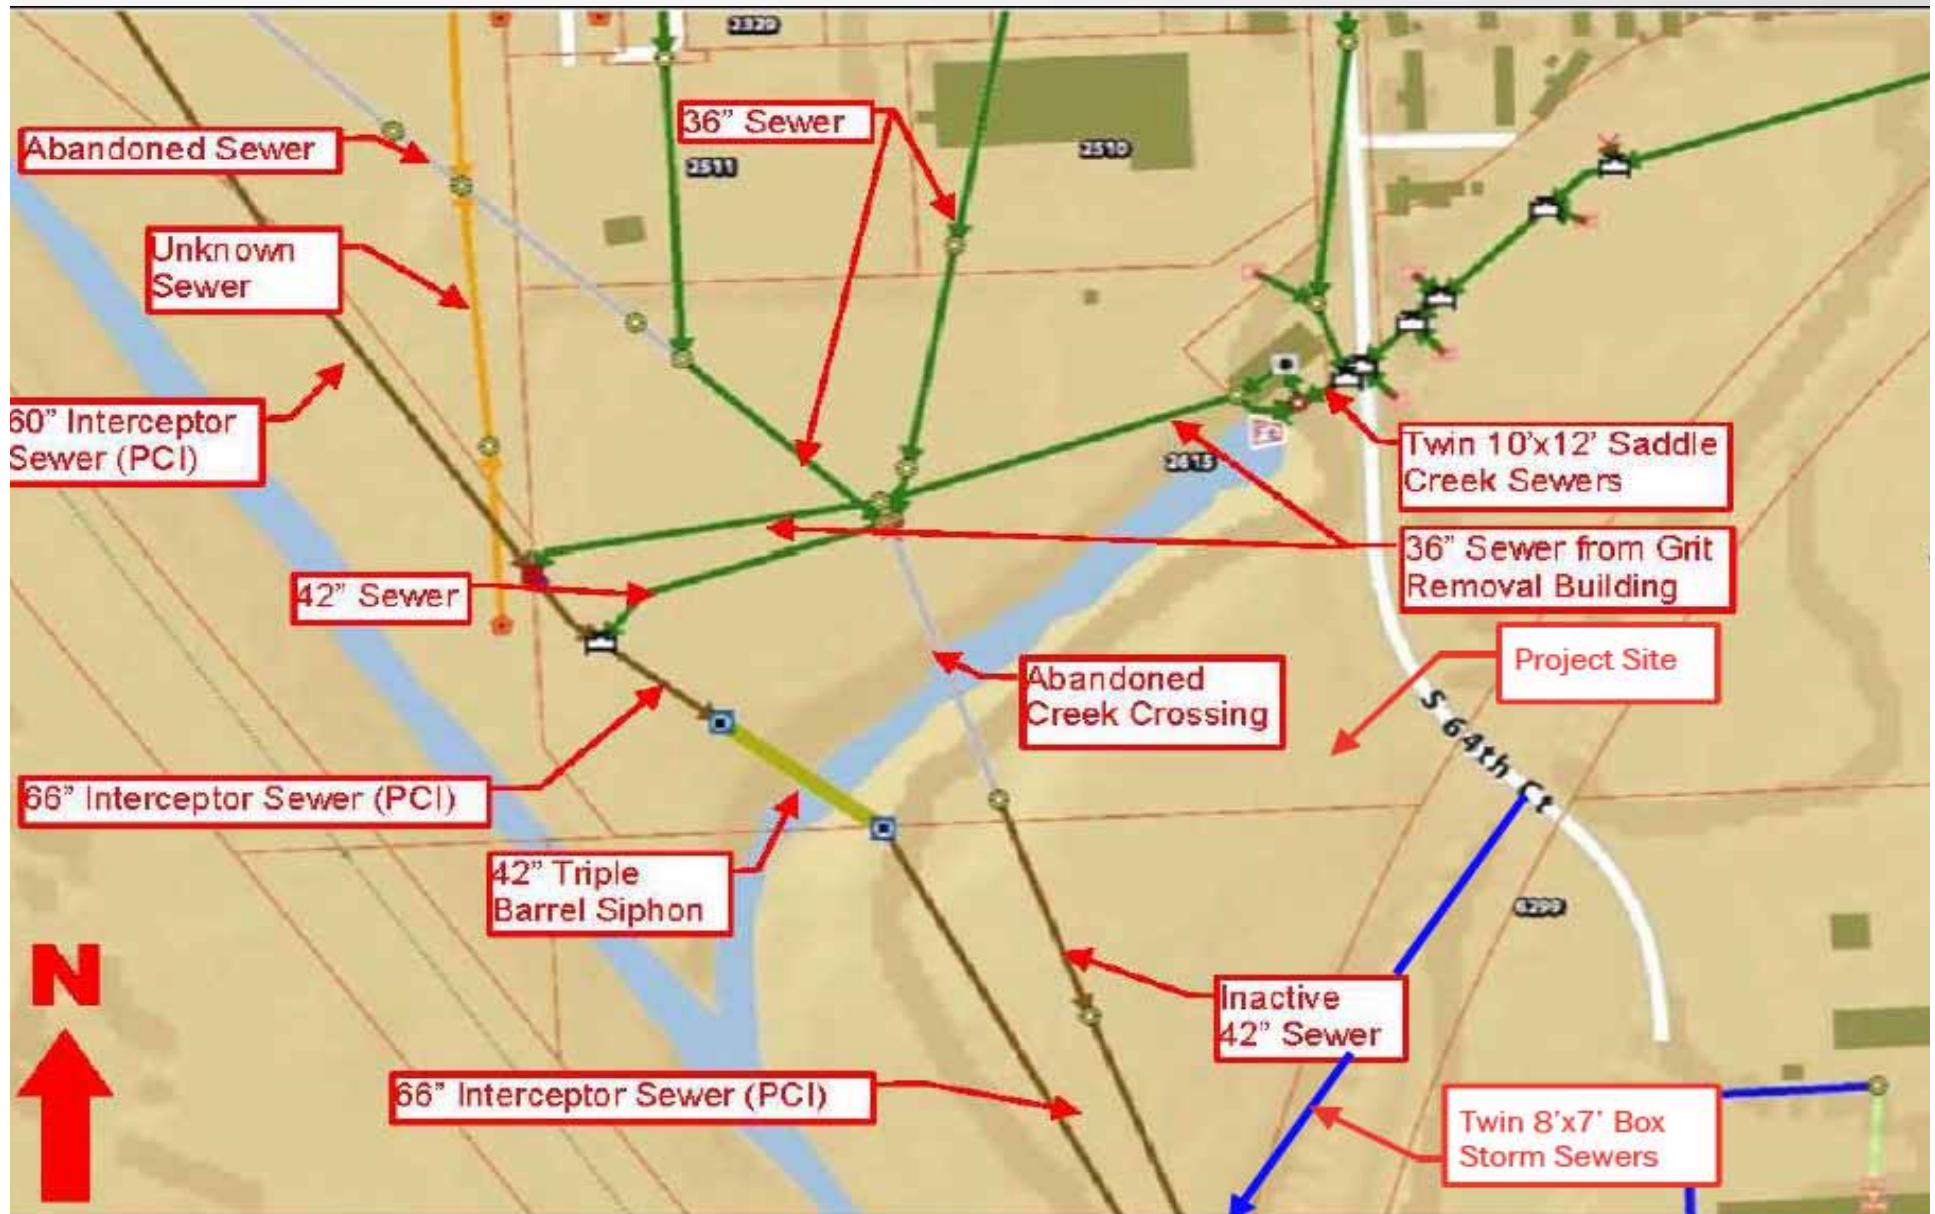 2329
36" Sewer
Abandoned Sewer
2511
2510
Unknown
Sewer
60" Interceptor
Sewer (PCI)
Twin 10'x12' Saddle
Creek Sewers
2615
36" Sewer from Grit
Removal Building
42" Sewer
Project Site
Abandoned
Creek Crossing
S 64th Ct
66" Interceptor Sewer (PCI)
42" Triple
Barrel Siphon
6299
N
Inactive
42" Sewer
66" Interceptor Sewer (PCI)
Twin 8'x7' Box
Storm Sewers